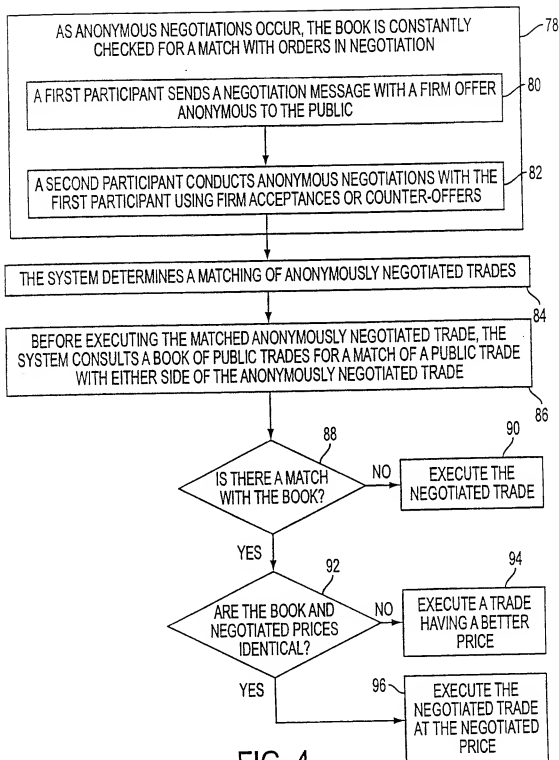 AS ANONYMOUS NEGOTIATIONS OCCUR, THE BOOK IS CONSTANTLY
CHECKED FOR A MATCH WITH ORDERS IN NEGOTIATION
78
A FIRST PARTICIPANT SENDS A NEGOTIATION MESSAGE WITH A FIRM OFFER
ANONYMOUS TO THE PUBLIC
80
A SECOND PARTICIPANT CONDUCTS ANONYMOUS NEGOTIATIONS WITH THE
FIRST PARTICIPANT USING FIRM ACCEPTANCES OR COUNTER-OFFERS
82
THE SYSTEM DETERMINES A MATCHING OF ANONYMOUSLY NEGOTIATED TRADES
84
BEFORE EXECUTING THE MATCHED ANONYMOUSLY NEGOTIATED TRADE, THE
SYSTEM CONSULTS A BOOK OF PUBLIC TRADES FOR A MATCH OF A PUBLIC TRADE
WITH EITHER SIDE OF THE ANONYMOUSLY NEGOTIATED TRADE
86
88
IS THERE A MATCH
WITH THE BOOK?
NO
90
EXECUTE THE
NEGOTIATED TRADE
YES
92
ARE THE BOOK AND
NEGOTIATED PRICES
IDENTICAL?
NO
94
EXECUTE A TRADE
HAVING A BETTER
PRICE
YES
96
EXECUTE THE
NEGOTIATED TRADE
AT THE NEGOTIATED
PRICE
FIG. 4